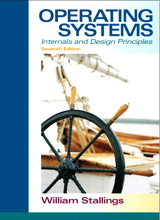 OPERATING
SYSTEMS
Internals and Design Principles
Seventh Edition
William Stallings